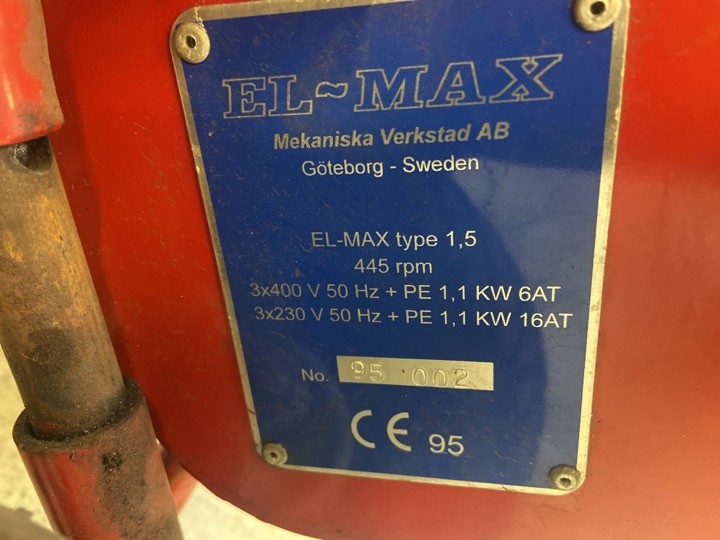 EL~MAX
Mekaniska Verkstad AB
Göteborg - Sweden
EL-MAX type 1,5
445 rpm
3x400 V 50 Hz + PE 1,1 KW 6AT
3x230 V 50 Hz + PE 1,1 KW 16AT
No. 95 002
CE 95